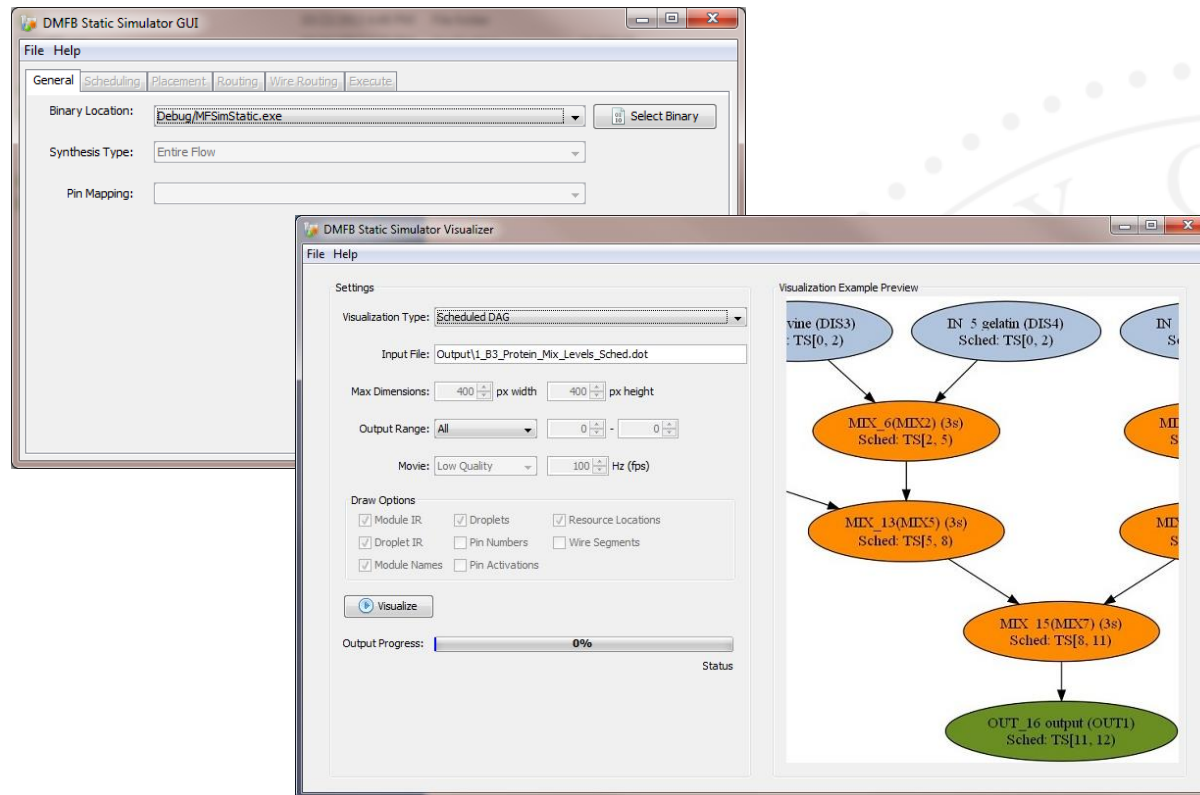 DMFB Static Simulator GUI
File Help
General Scheduling Placement Routing Wire Routing Execute
Binary Location: Debug/MFSimStatic.exe Select Binary
Synthesis Type: Entire Flow
Pin Mapping:
DMFB Static Simulator Visualizer
File Help
Settings
Visualization Type: Scheduled DAG
Input File: Output\1_B3_Protein_Mix_Levels_Sched.dot
Max Dimensions: 400 px width 400 px height
Output Range: All 0 - 0
Movie: Low Quality 100 Hz (fps)
Draw Options
Module IR Droplets Resource Locations
Droplet IR Pin Numbers Wire Segments
Module Names Pin Activations
Visualize
Output Progress: 0%
Status
Visualization Example Preview
vine (DIS3) IN_5 gelatin (DIS4) IN
: TS[0, 2) Sched: TS[0, 2) S
MIX_6(MIX2) (3s) MI
Sched: TS[2, 5) S
MIX_13(MIX5) (3s) MI
Sched: TS[5, 8) S
MIX_15(MIX7) (3s)
Sched: TS[8, 11)
OUT_16 output (OUT1)
Sched: TS[11, 12)